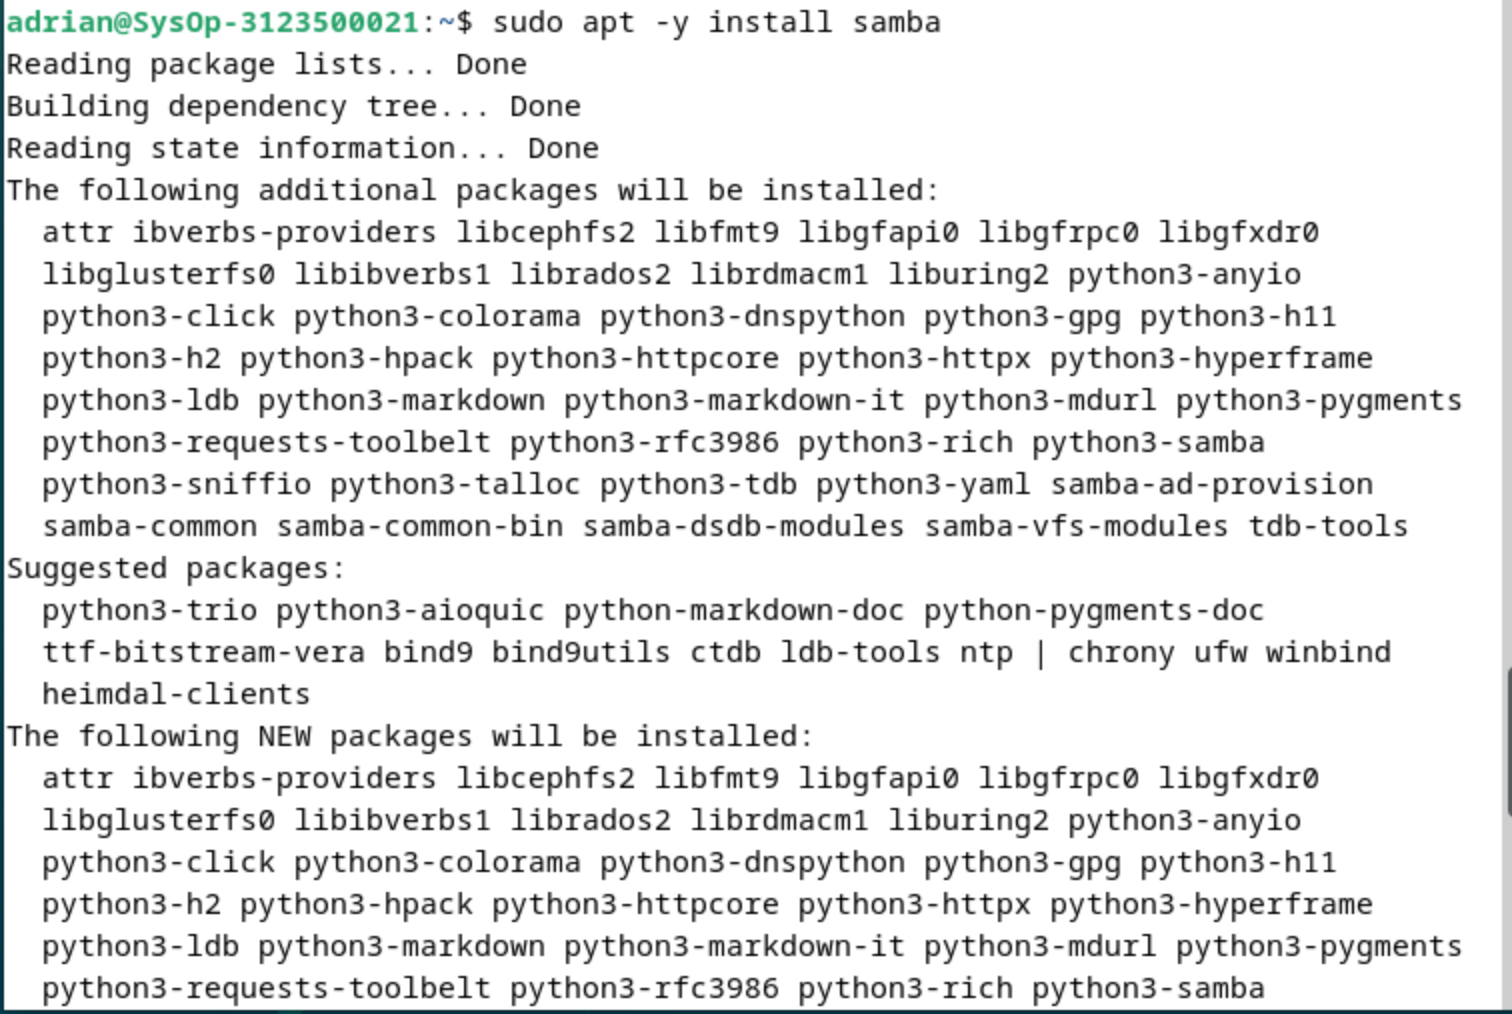 adrian@SysOp-3123500021:~$ sudo apt -y install samba
Reading package lists... Done
Building dependency tree... Done
Reading state information... Done
The following additional packages will be installed:
  attr ibverbs-providers libcephfs2 libfmt9 libgfapi0 libgfrpc0 libgfxdr0
  libglusterfs0 libibverbs1 librados2 librdmacm1 liburing2 python3-anyio
  python3-click python3-colorama python3-dnspython python3-gpg python3-h11
  python3-h2 python3-hpack python3-httpcore python3-httpx python3-hyperframe
  python3-ldb python3-markdown python3-markdown-it python3-mdurl python3-pygments
  python3-requests-toolbelt python3-rfc3986 python3-rich python3-samba
  python3-sniffio python3-talloc python3-tdb python3-yaml samba-ad-provision
  samba-common samba-common-bin samba-dsdb-modules samba-vfs-modules tdb-tools
Suggested packages:
  python3-trio python3-aioquic python-markdown-doc python-pygments-doc
  ttf-bitstream-vera bind9 bind9utils ctdb ldb-tools ntp | chrony ufw winbind
  heimdal-clients
The following NEW packages will be installed:
  attr ibverbs-providers libcephfs2 libfmt9 libgfapi0 libgfrpc0 libgfxdr0
  libglusterfs0 libibverbs1 librados2 librdmacm1 liburing2 python3-anyio
  python3-click python3-colorama python3-dnspython python3-gpg python3-h11
  python3-h2 python3-hpack python3-httpcore python3-httpx python3-hyperframe
  python3-ldb python3-markdown python3-markdown-it python3-mdurl python3-pygments
  python3-requests-toolbelt python3-rfc3986 python3-rich python3-samba